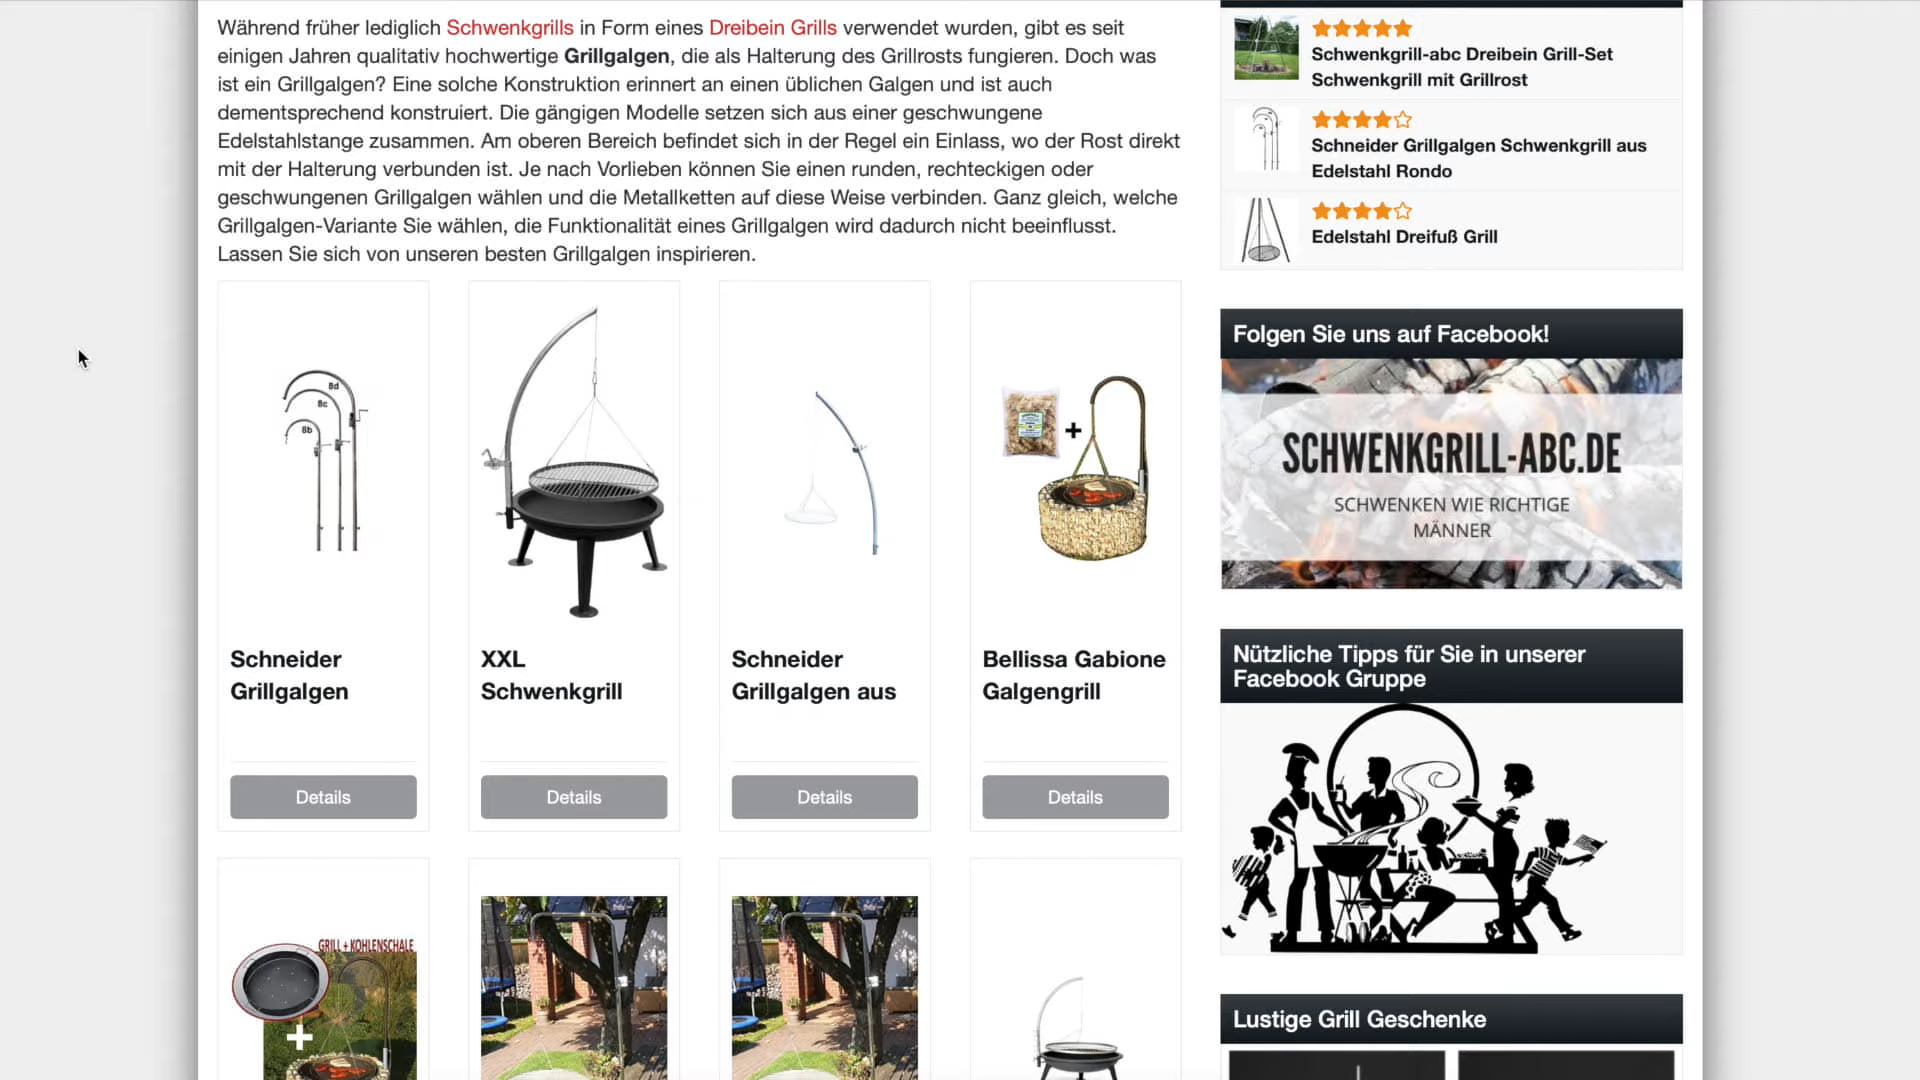 Während früher lediglich Schwenkgrills in Form eines Dreibein Grills verwendet wurden, gibt es seit
einigen Jahren qualitativ hochwertige Grillgalgen, die als Halterung des Grillrosts fungieren. Doch was
ist ein Grillgalgen? Eine solche Konstruktion erinnert an einen üblichen Galgen und ist auch
dementsprechend konstruiert. Die gängigen Modelle setzen sich aus einer geschwungene
Edelstahlstange zusammen. Am oberen Bereich befindet sich in der Regel ein Einlass, wo der Rost direkt
mit der Halterung verbunden ist. Je nach Vorlieben können Sie einen runden, rechteckigen oder
geschwungenen Grillgalgen wählen und die Metallketten auf diese Weise verbinden. Ganz gleich, welche
Grillgalgen-Variante Sie wählen, die Funktionalität eines Grillgalgen wird dadurch nicht beeinflusst.
Lassen Sie sich von unseren besten Grillgalgen inspirieren.
8d
8c
8b
+
Schneider
Grillgalgen
XXL
Schwenkgrill
Schneider
Grillgalgen aus
Bellissa Gabione
Galgengrill
Details
Details
Details
Details
GRILL + KOHLENSCHALE
+
Schwenkgrill-abc Dreibein Grill-Set
Schwenkgrill mit Grillrost
Schneider Grillgalgen Schwenkgrill aus
Edelstahl Rondo
Edelstahl Dreifuß Grill
Folgen Sie uns auf Facebook!
SCHWENKGRILL-ABC.DE
SCHWENKEN WIE RICHTIGE
MÄNNER
Nützliche Tipps für Sie in unserer
Facebook Gruppe
Lustige Grill Geschenke